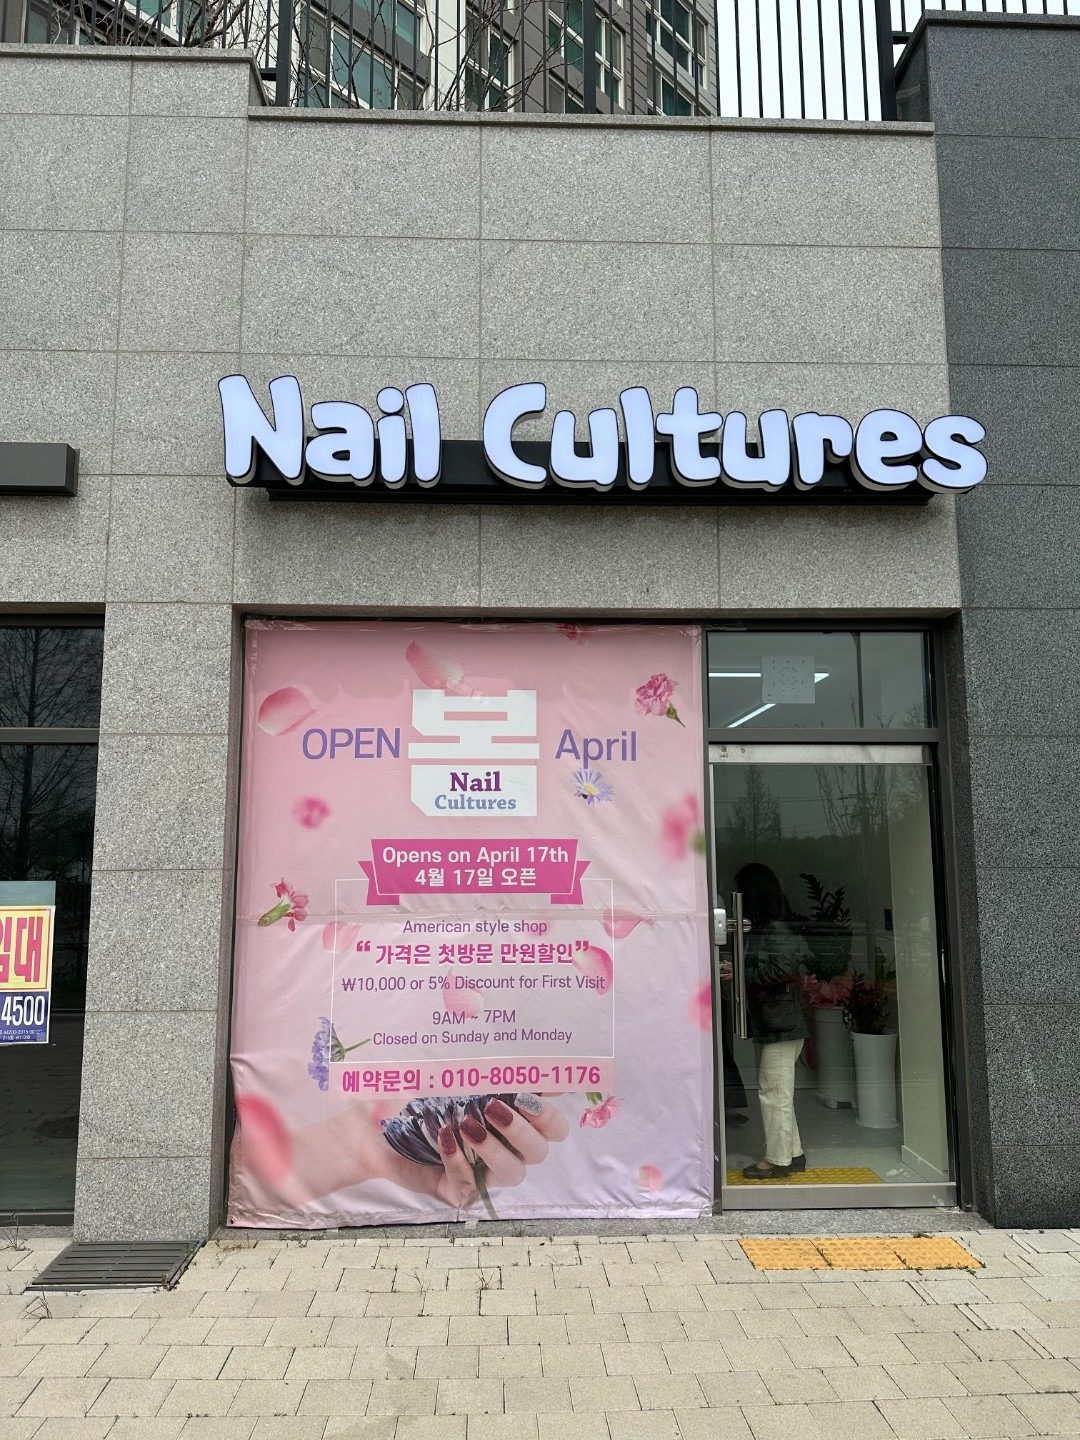 Nail Cultures
OPEN 봄 April
Nail
Cultures
Opens on April 17th
4월 17일 오픈
American style shop
“ 가격은 첫방문 만원할인”
₩10,000 or 5% Discount for First Visit
9AM ~ 7PM
Closed on Sunday and Monday
예약문의 : 010-8050-1176
임대
4500